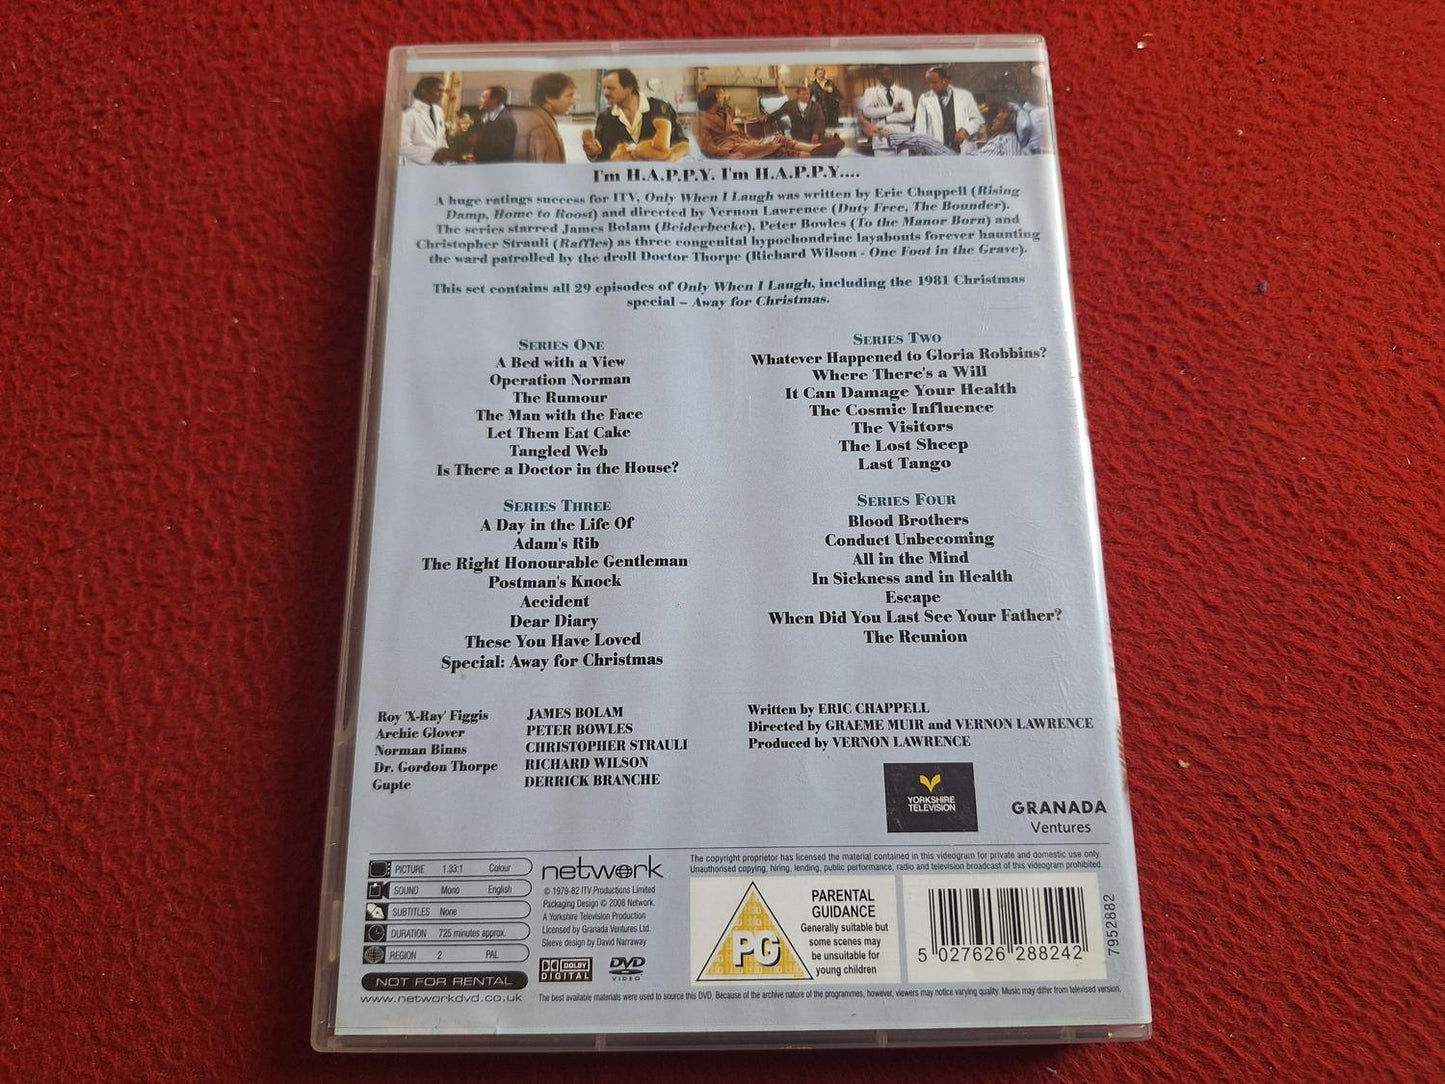 I'm H.A.P.P.Y. I'm H.A.P.P.Y....
A huge ratings success for ITV, Only When I Laugh was written by Eric Chappell (Rising
Damp, Home to Roost) and directed by Vernon Lawrence (Duty Free, The Bounder).
The series starred James Bolam (Beiderbecke), Peter Bowles (To the Manor Born) and
Christopher Strauli (Raffles) as three congenital hypochondriac layabouts forever haunting
the ward patrolled by the droll Doctor Thorpe (Richard Wilson - One Foot in the Grave).
This set contains all 29 episodes of Only When I Laugh, including the 1981 Christmas
special – Away for Christmas.
SERIES ONE
A Bed with a View
Operation Norman
The Rumour
The Man with the Face
Let Them Eat Cake
Tangled Web
Is There a Doctor in the House?
SERIES TWO
Whatever Happened to Gloria Robbins?
Where There's a Will
It Can Damage Your Health
The Cosmic Influence
The Visitors
The Lost Sheep
Last Tango
SERIES THREE
A Day in the Life Of
Adam's Rib
The Right Honourable Gentleman
Postman's Knock
Accident
Dear Diary
These You Have Loved
Special: Away for Christmas
SERIES FOUR
Blood Brothers
Conduct Unbecoming
All in the Mind
In Sickness and in Health
Escape
When Did You Last See Your Father?
The Reunion
Roy 'X-Ray' Figgis JAMES BOLAM
Archie Glover PETER BOWLES
Norman Binns CHRISTOPHER STRAULI
Dr. Gordon Thorpe RICHARD WILSON
Gupte DERRICK BRANCHE
Written by ERIC CHAPPELL
Directed by GRAEME MUIR and VERNON LAWRENCE
Produced by VERNON LAWRENCE
YORKSHIRE
TELEVISION
GRANADA
Ventures
PICTURE 1.33:1 Colour
SOUND Mono English
SUBTITLES None
DURATION 725 minutes approx.
REGION 2 PAL
NOT FOR RENTAL
www.networkdvd.co.uk
network
© 1979-82 ITV Productions Limited
Packaging Design © 2008 Network.
A Yorkshire Television Production
Licensed by Granada Ventures Ltd.
Sleeve design by David Narraway
DOLBY
DIGITAL
DVD
VIDEO
The copyright proprietor has licensed the material contained in this videogram for private and domestic use only.
Unauthorised copying, hiring, lending, public performance, radio and television broadcast of this videogram prohibited.
PG
PARENTAL
GUIDANCE
Generally suitable but
some scenes may
be unsuitable for
young children
5 027626 288242
7952882
The best available materials were used to source this DVD. Because of the archive nature of the programmes, however, viewers may notice varying quality. Music may differ from televised version.